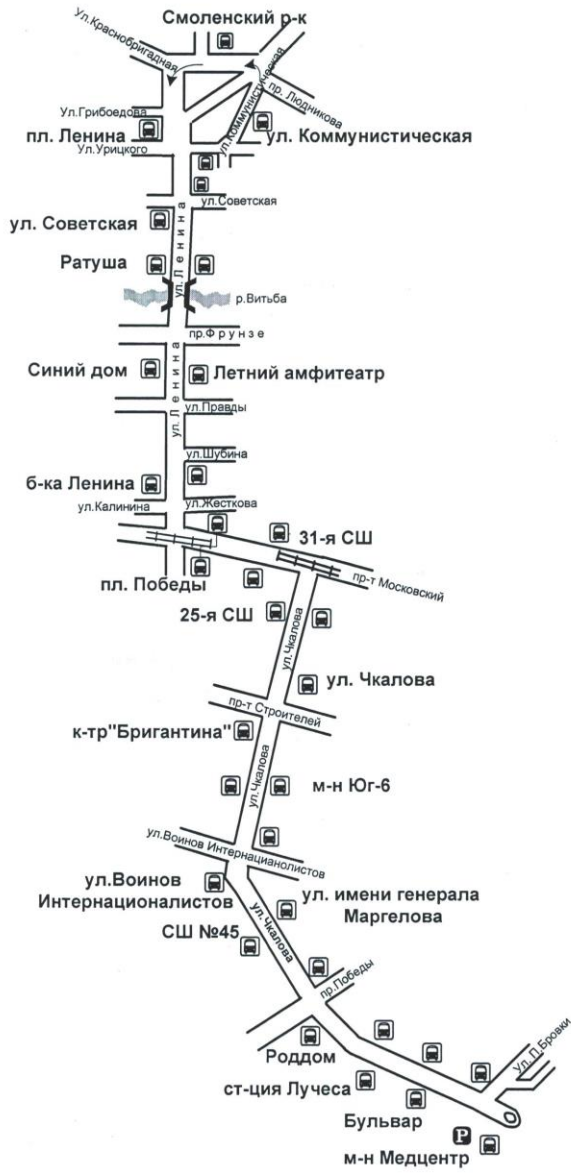 Смоленский р-к
Ул.Краснобригадная
ул.Коммунистическая
пр. Людникова
Ул.Грибоедова
пл. Ленина
ул. Коммунистическая
Ул.Урицкого
ул.Советская
ул. Советская
ул. Ленина
Ратуша
р.Витьба
пр.Фрунзе
Синий дом
Летний амфитеатр
ул. Ленина
ул.Правды
ул.Шубина
б-ка Ленина
ул.Калинина
ул.Жесткова
31-я СШ
пл. Победы
пр-т Московский
25-я СШ
ул.Чкалова
ул. Чкалова
пр-т Строителей
к-тр"Бригантина"
ул.Чкалова
м-н Юг-6
ул.Воинов Интернацианолистов
ул.Воинов
Интернационалистов
ул. имени генерала
Маргелова
ул.Чкалова
СШ №45
пр.Победы
Роддом
Ул.П.Бровки
ст-ция Лучеса
Бульвар
P
м-н Медцентр